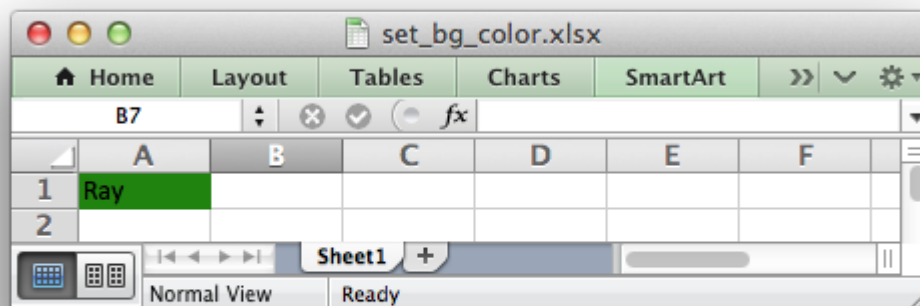 set_bg_color.xlsx
Home Layout Tables Charts SmartArt
B7 fx
A B C D E F
1 Ray
2
Sheet1 +
Normal View Ready